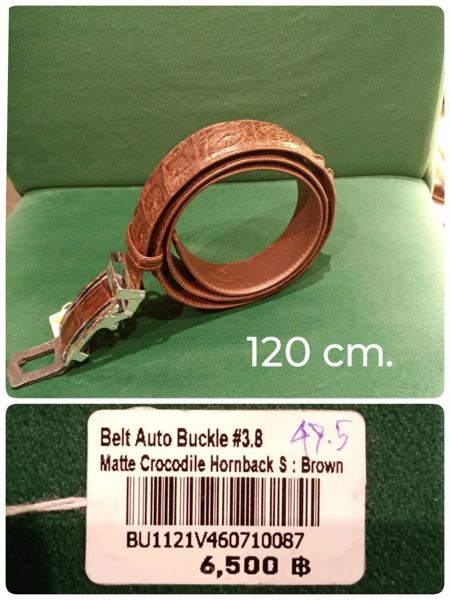 120 cm.
Belt Auto Buckle #3.8
47.5
Matte Crocodile Hornback S : Brown
BU1121V460710087
6,500 ฿